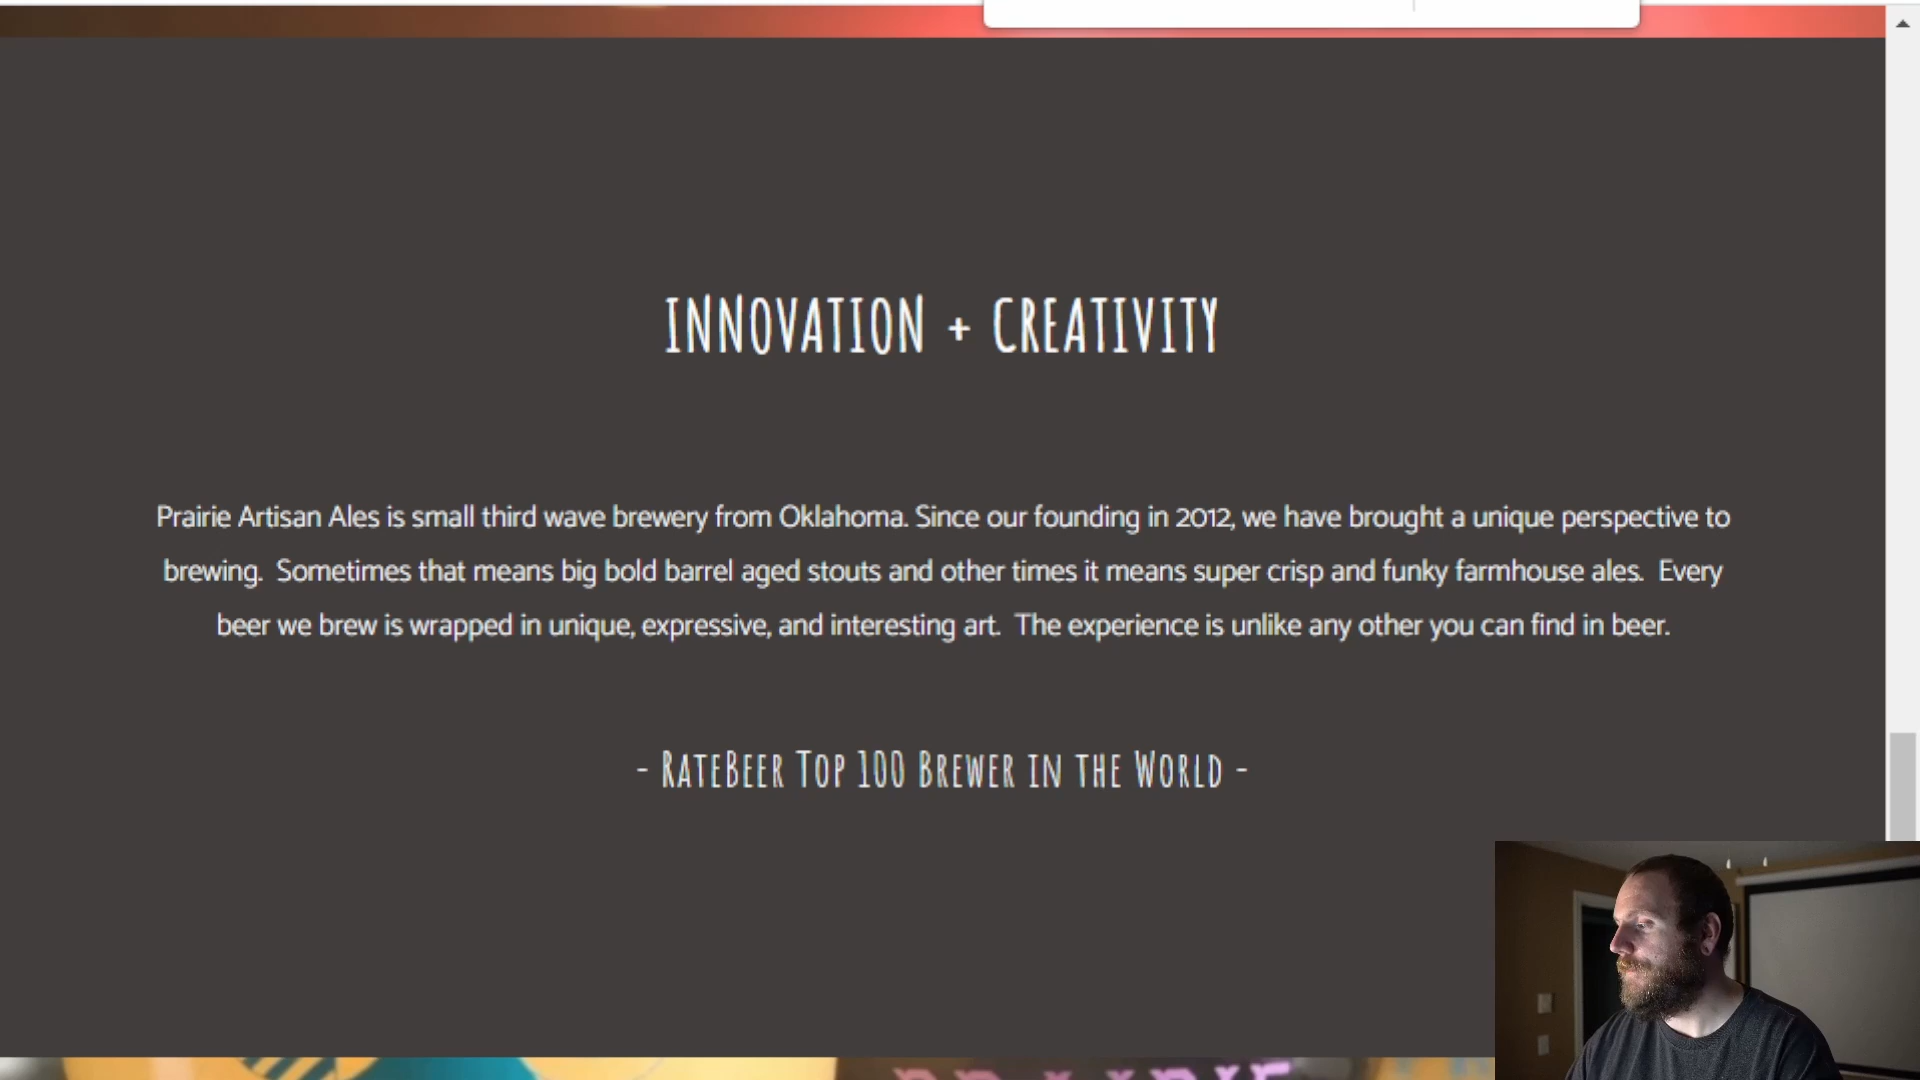 INNOVATION + CREATIVITY
Prairie Artisan Ales is small third wave brewery from Oklahoma. Since our founding in 2012, we have brought a unique perspective to
brewing.  Sometimes that means big bold barrel aged stouts and other times it means super crisp and funky farmhouse ales.  Every
beer we brew is wrapped in unique, expressive, and interesting art.  The experience is unlike any other you can find in beer.
- RateBeer Top 100 Brewer in the World -